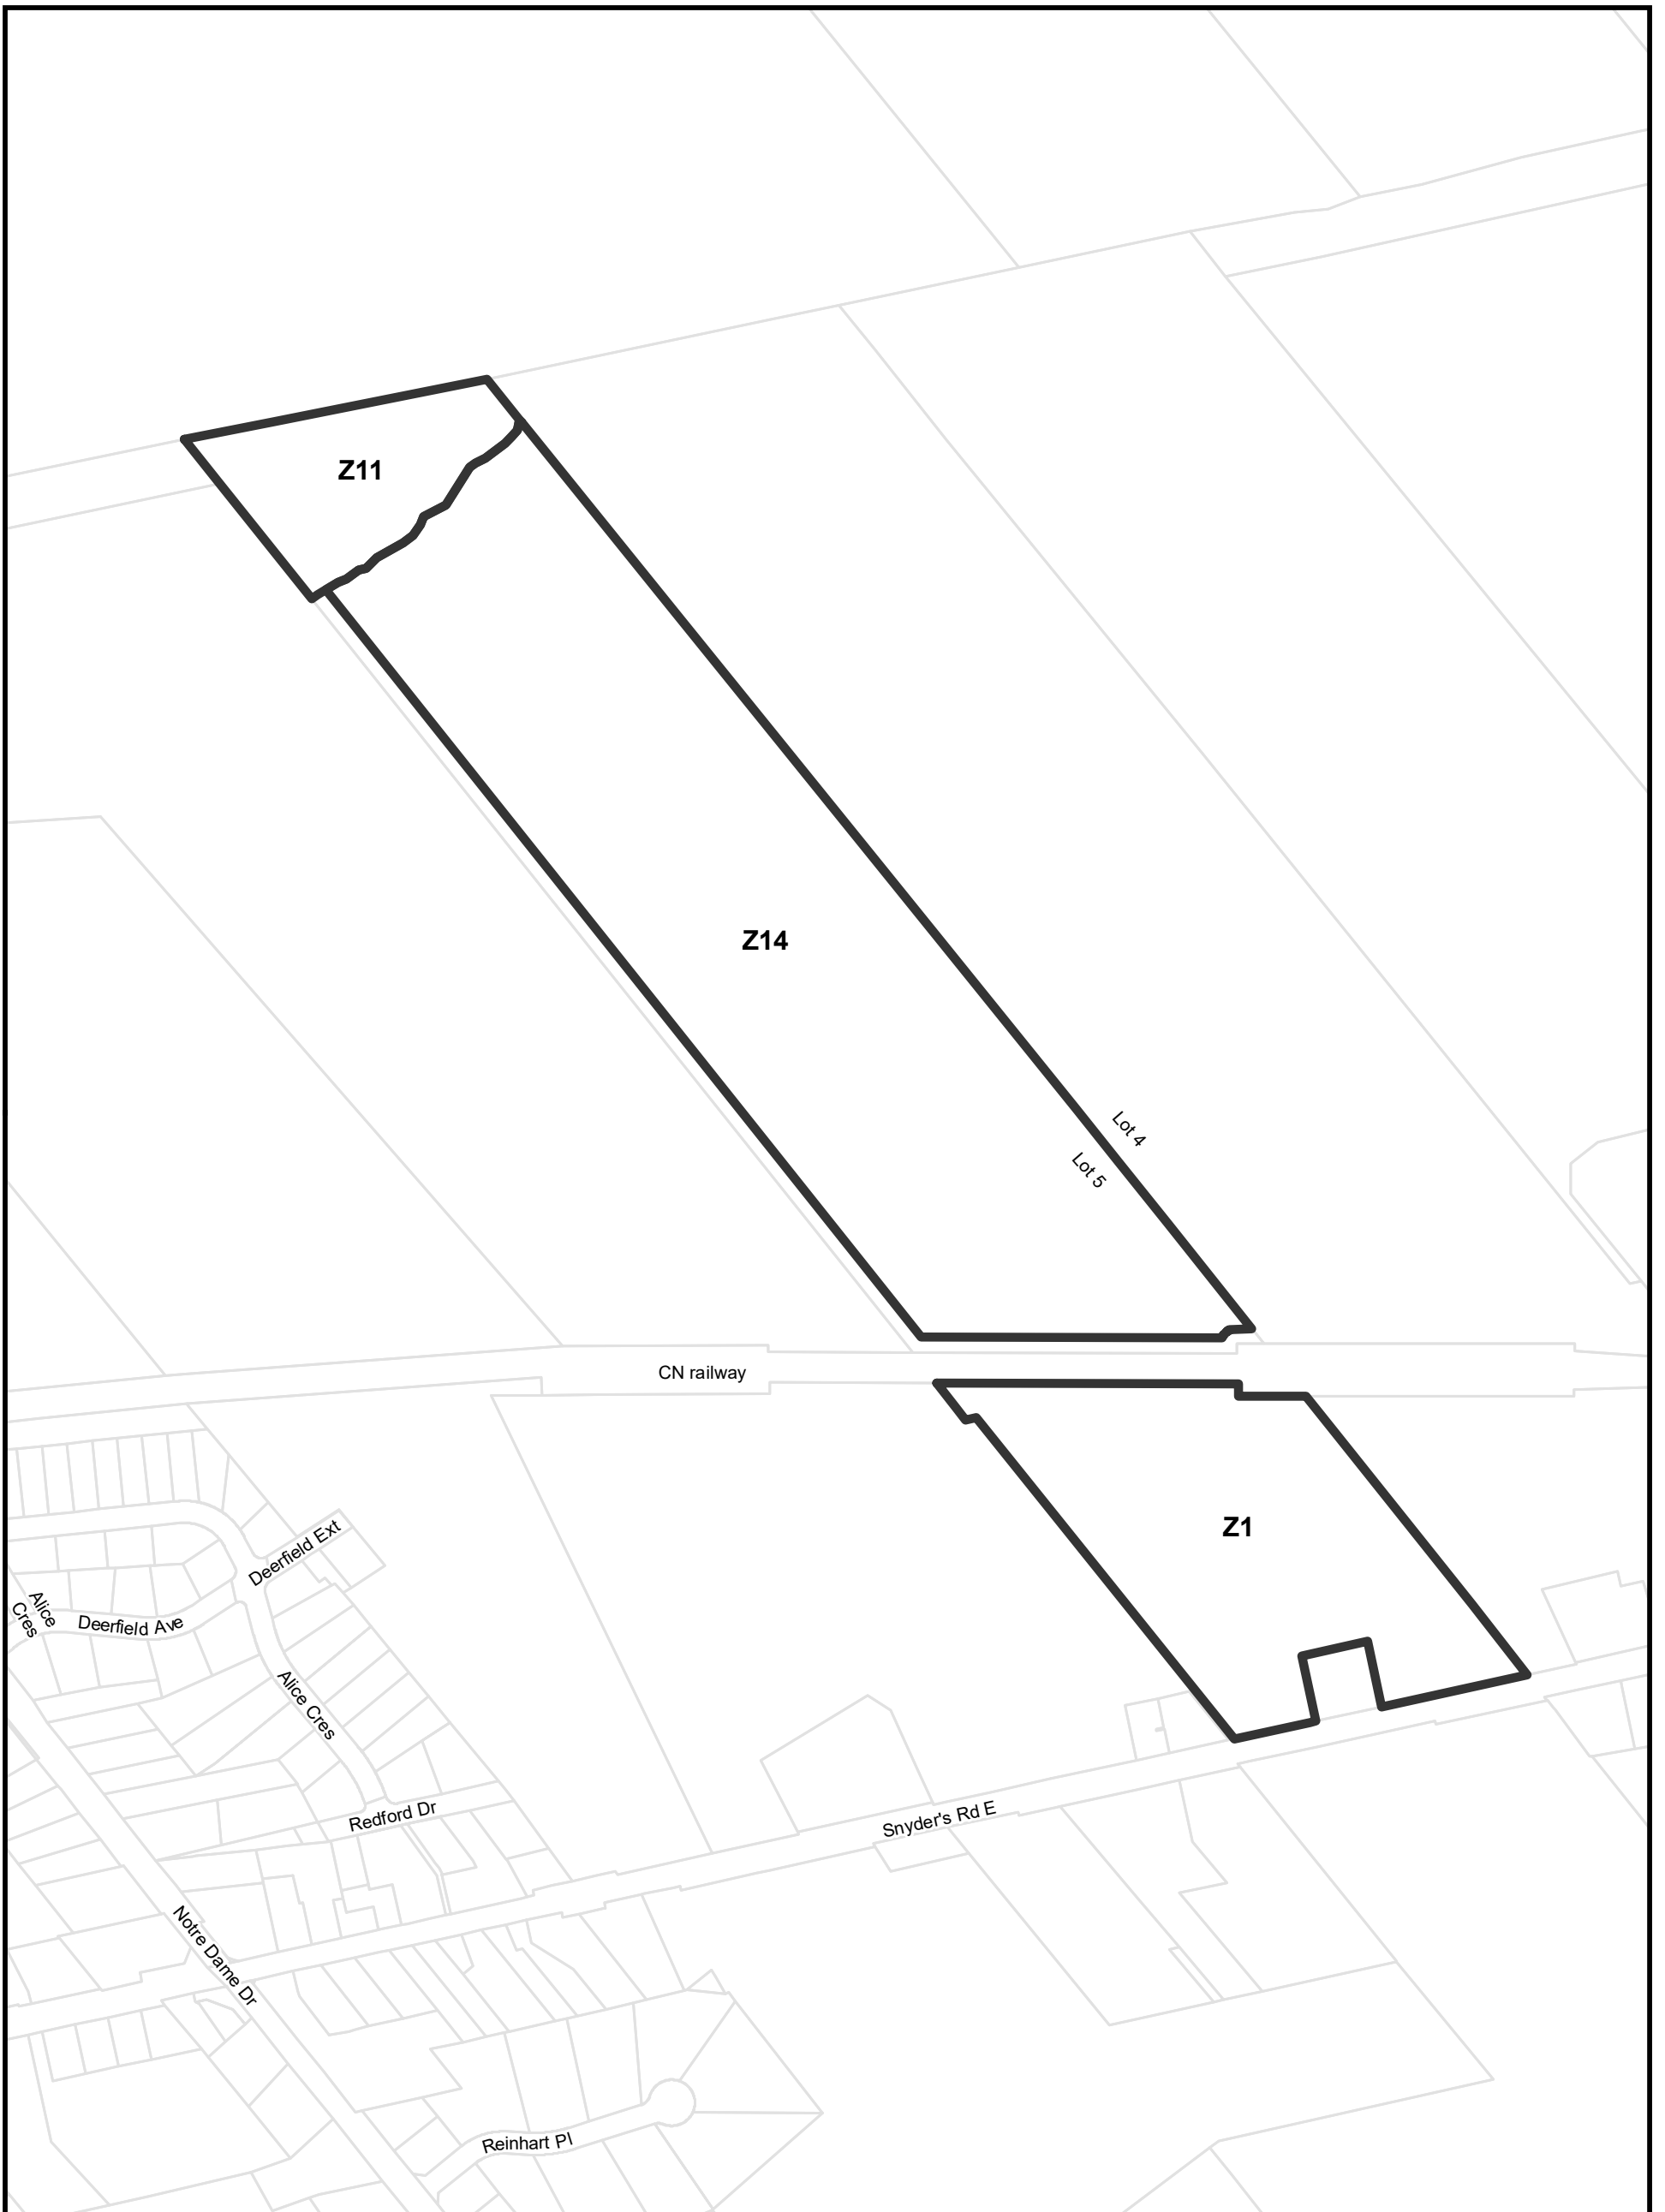 Z11
Z14
Lot 4
Lot 5
CN railway
Z1
Deerfield Ext
Alice
Cres
Deerfield Ave
Alice Cres
Redford Dr
Snyder's Rd E
Notre Dame Dr
Reinhart Pl